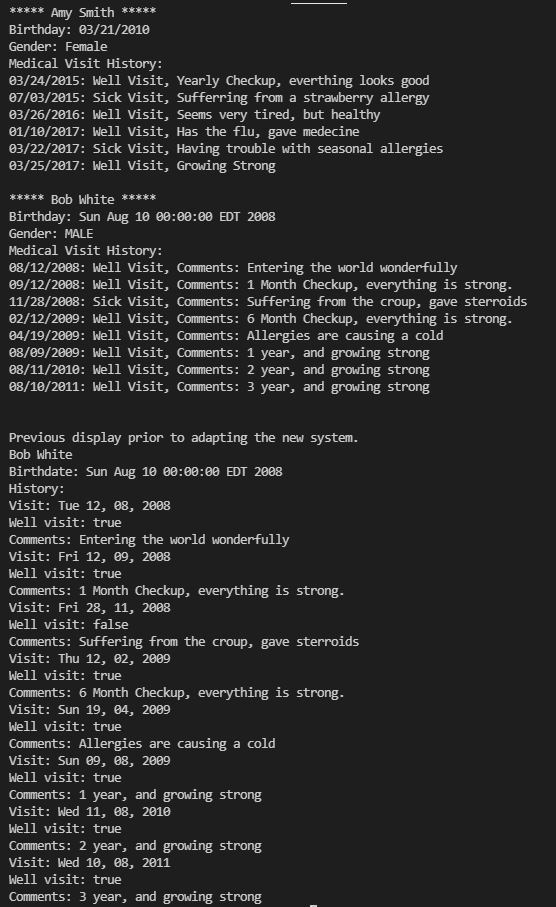 ***** Amy Smith *****
Birthday: 03/21/2010
Gender: Female
Medical Visit History:
03/24/2015: Well Visit, Yearly Checkup, everthing looks good
07/03/2015: Sick Visit, Sufferring from a strawberry allergy
03/26/2016: Well Visit, Seems very tired, but healthy
01/10/2017: Well Visit, Has the flu, gave medecine
03/22/2017: Sick Visit, Having trouble with seasonal allergies
03/25/2017: Well Visit, Growing Strong
***** Bob White *****
Birthday: Sun Aug 10 00:00:00 EDT 2008
Gender: MALE
Medical Visit History:
08/12/2008: Well Visit, Comments: Entering the world wonderfully
09/12/2008: Well Visit, Comments: 1 Month Checkup, everything is strong.
11/28/2008: Sick Visit, Comments: Suffering from the croup, gave sterroids
02/12/2009: Well Visit, Comments: 6 Month Checkup, everything is strong.
04/19/2009: Well Visit, Comments: Allergies are causing a cold
08/09/2009: Well Visit, Comments: 1 year, and growing strong
08/11/2010: Well Visit, Comments: 2 year, and growing strong
08/10/2011: Well Visit, Comments: 3 year, and growing strong
Previous display prior to adapting the new system.
Bob White
Birthdate: Sun Aug 10 00:00:00 EDT 2008
History:
Visit: Tue 12, 08, 2008
Well visit: true
Comments: Entering the world wonderfully
Visit: Fri 12, 09, 2008
Well visit: true
Comments: 1 Month Checkup, everything is strong.
Visit: Fri 28, 11, 2008
Well visit: false
Comments: Suffering from the croup, gave sterroids
Visit: Thu 12, 02, 2009
Well visit: true
Comments: 6 Month Checkup, everything is strong.
Visit: Sun 19, 04, 2009
Well visit: true
Comments: Allergies are causing a cold
Visit: Sun 09, 08, 2009
Well visit: true
Comments: 1 year, and growing strong
Visit: Wed 11, 08, 2010
Well visit: true
Comments: 2 year, and growing strong
Visit: Wed 10, 08, 2011
Well visit: true
Comments: 3 year, and growing strong